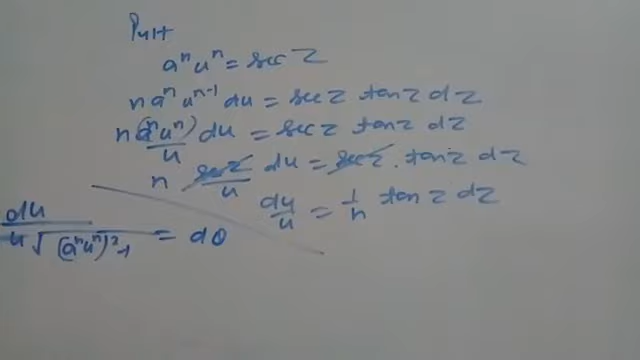 Put
aⁿuⁿ = sec z
n aⁿ uⁿ⁻¹ du = sec z tan z dz
n (aⁿuⁿ)/u du = sec z tan z dz
n sec z/u du = sec z . tan z dz
du/u = 1/n tan z dz
du/(u√((aⁿuⁿ)²-1)) = dθ